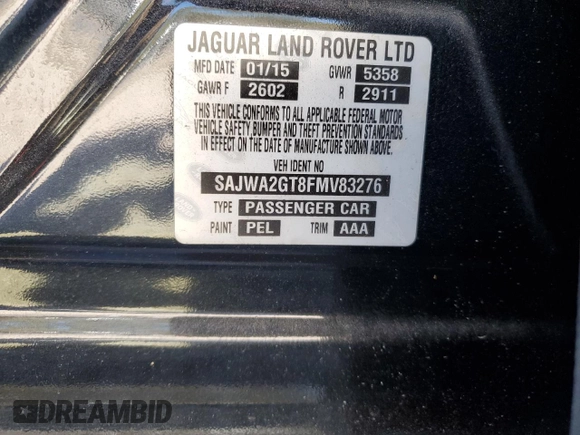 JAGUAR LAND ROVER LTD
MFD DATE 01/15 GVWR 5358
GAWR F 2602 R 2911
THIS VEHICLE CONFORMS TO ALL APPLICABLE FEDERAL MOTOR
VEHICLE SAFETY, BUMPER AND THEFT PREVENTION STANDARDS
IN EFFECT ON THE DATE OF MANUFACTURE SHOWN ABOVE.
VEH IDENT NO
SAJWA2GT8FMV83276
TYPE PASSENGER CAR
PAINT PEL TRIM AAA
DREAMBID